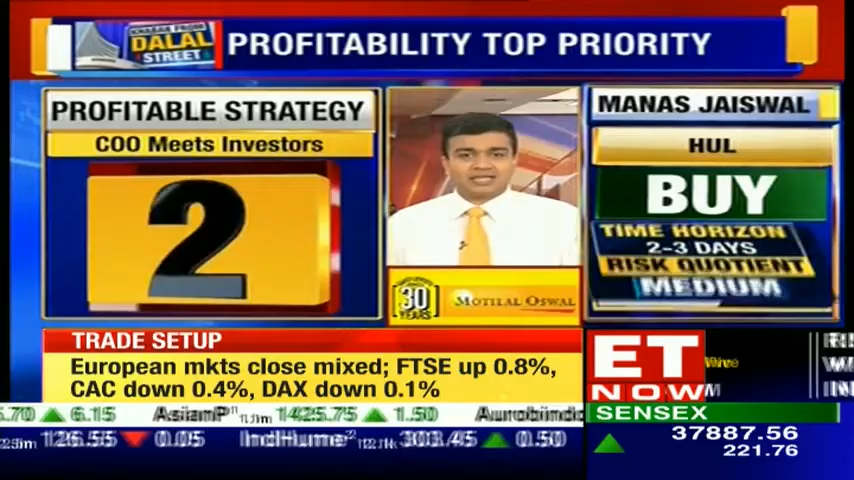 KHABAR FROM
DALAL
STREET
PROFITABILITY TOP PRIORITY
PROFITABLE STRATEGY
COO Meets Investors
2
30
YEARS
MOTILAL OSWAL
MANAS JAISWAL
HUL
BUY
TIME HORIZON
2-3 DAYS
RISK QUOTIENT
MEDIUM
TRADE SETUP
European mkts close mixed; FTSE up 0.8%,
CAC down 0.4%, DAX down 0.1%
ET
NOW
SENSEX
37887.56
221.76
5.70 6.15 AsianP 1425.75 1.50 Aurobindo
126.55 0.05 IndHume 303.45 0.50